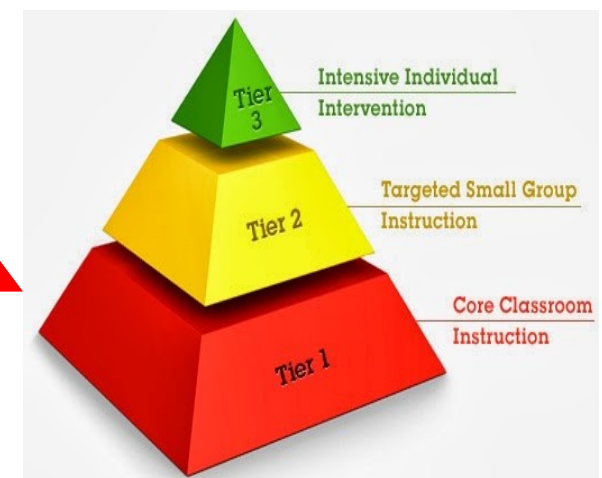 Tier
3
Intensive Individual
Intervention
Tier 2
Targeted Small Group
Instruction
Tier 1
Core Classroom
Instruction